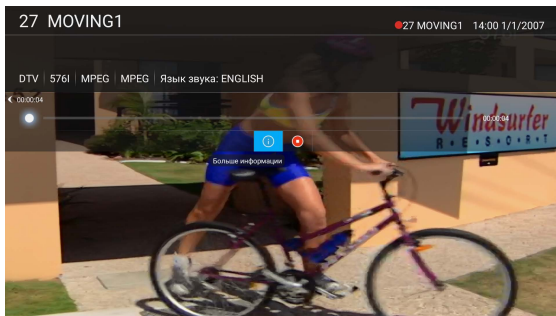 27 MOVING1
27 MOVING1 14:00 1/1/2007
DTV | 576I | MPEG | MPEG | Язык звука: ENGLISH
00:00:04
00:00:04
Windsurfer
R·E·S·O·R·T
Больше информации